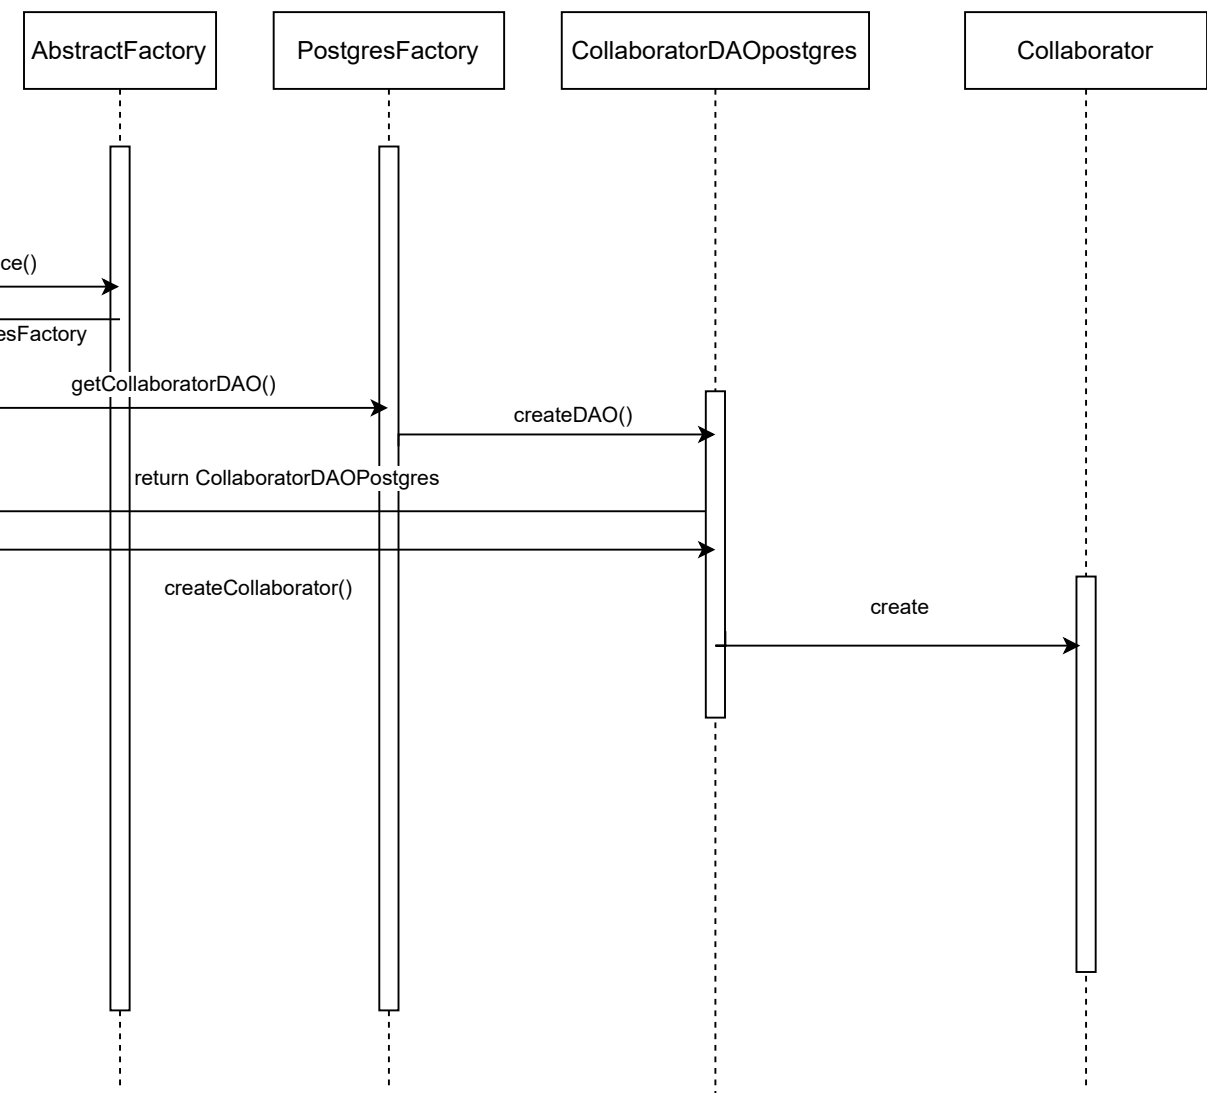 AbstractFactory
PostgresFactory
CollaboratorDAOpostgres
Collaborator
ce()
esFactory
getCollaboratorDAO()
createDAO()
return CollaboratorDAOPostgres
createCollaborator()
create